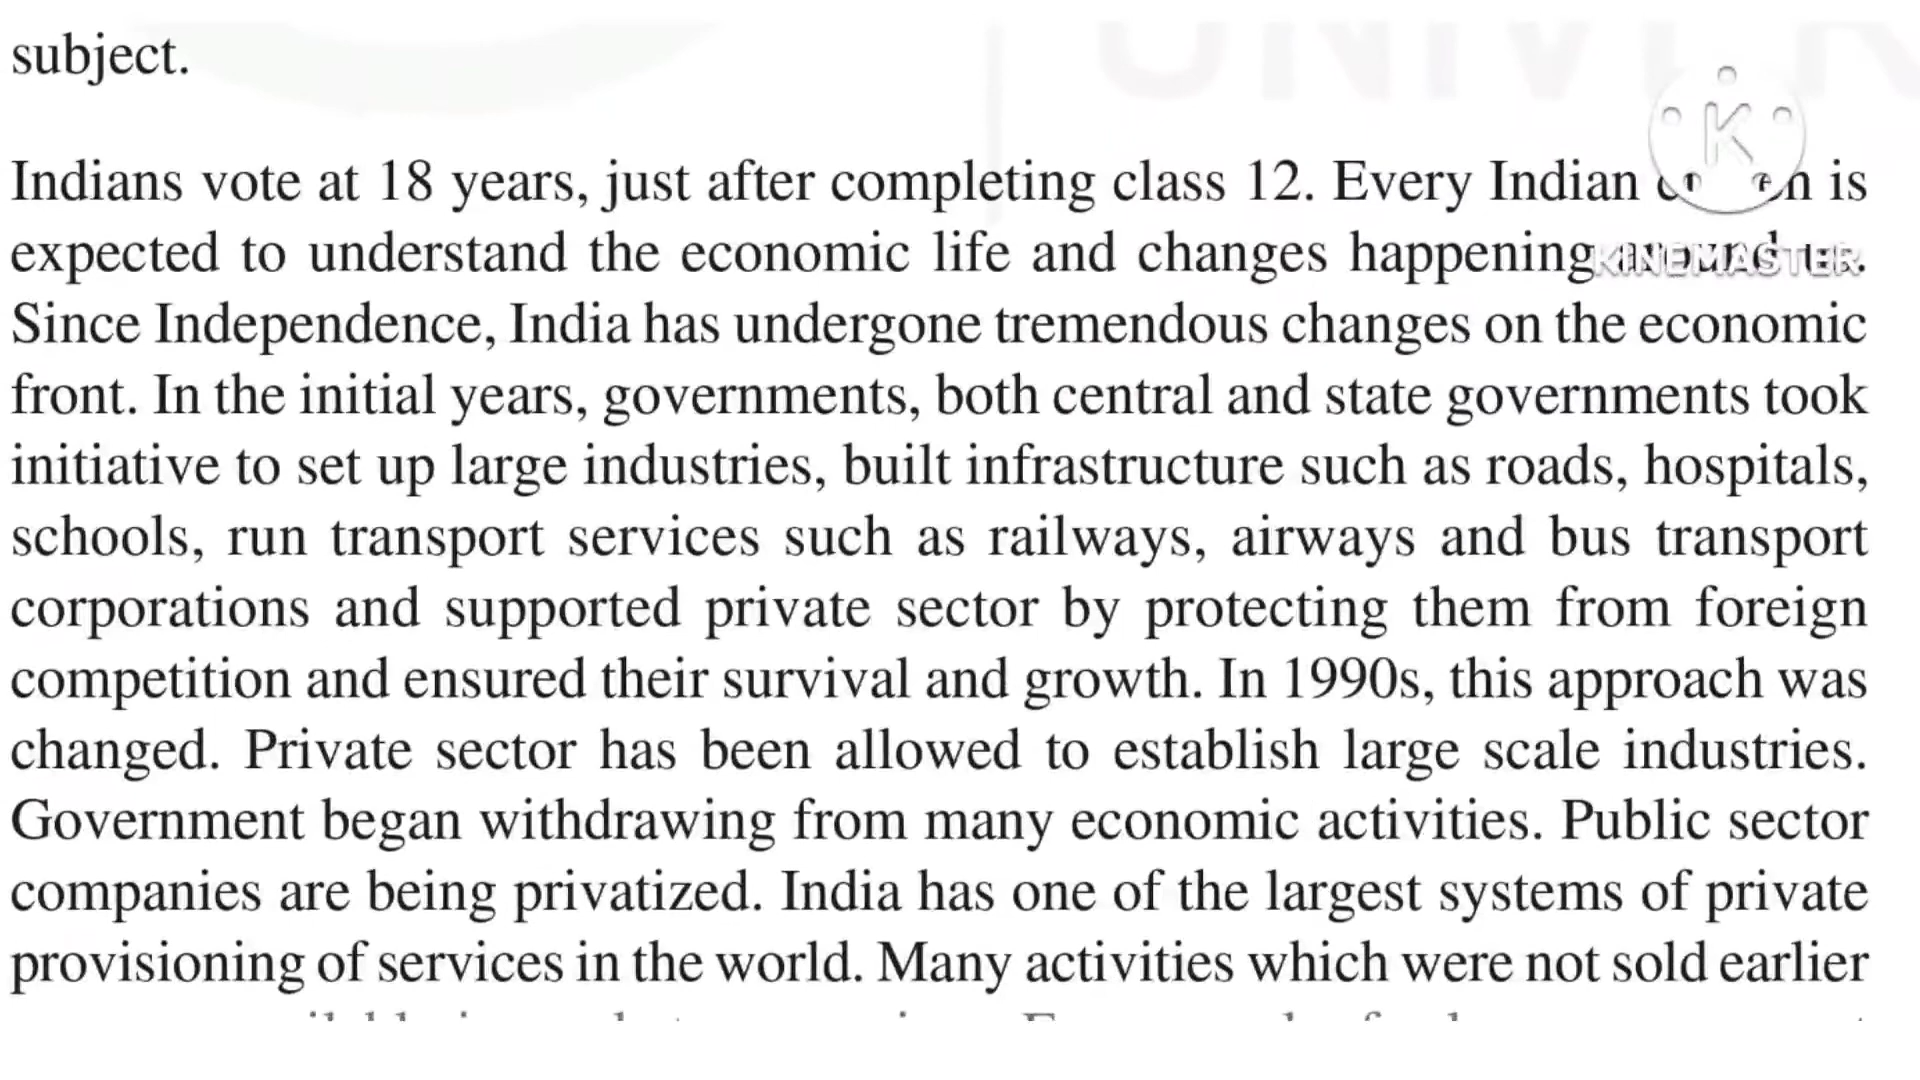 subject.
Indians vote at 18 years, just after completing class 12. Every Indian is
expected to understand the economic life and changes happening around us.
Since Independence, India has undergone tremendous changes on the economic
front. In the initial years, governments, both central and state governments took
initiative to set up large industries, built infrastructure such as roads, hospitals,
schools, run transport services such as railways, airways and bus transport
corporations and supported private sector by protecting them from foreign
competition and ensured their survival and growth. In 1990s, this approach was
changed. Private sector has been allowed to establish large scale industries.
Government began withdrawing from many economic activities. Public sector
companies are being privatized. India has one of the largest systems of private
provisioning of services in the world. Many activities which were not sold earlier
K
KINEMASTER